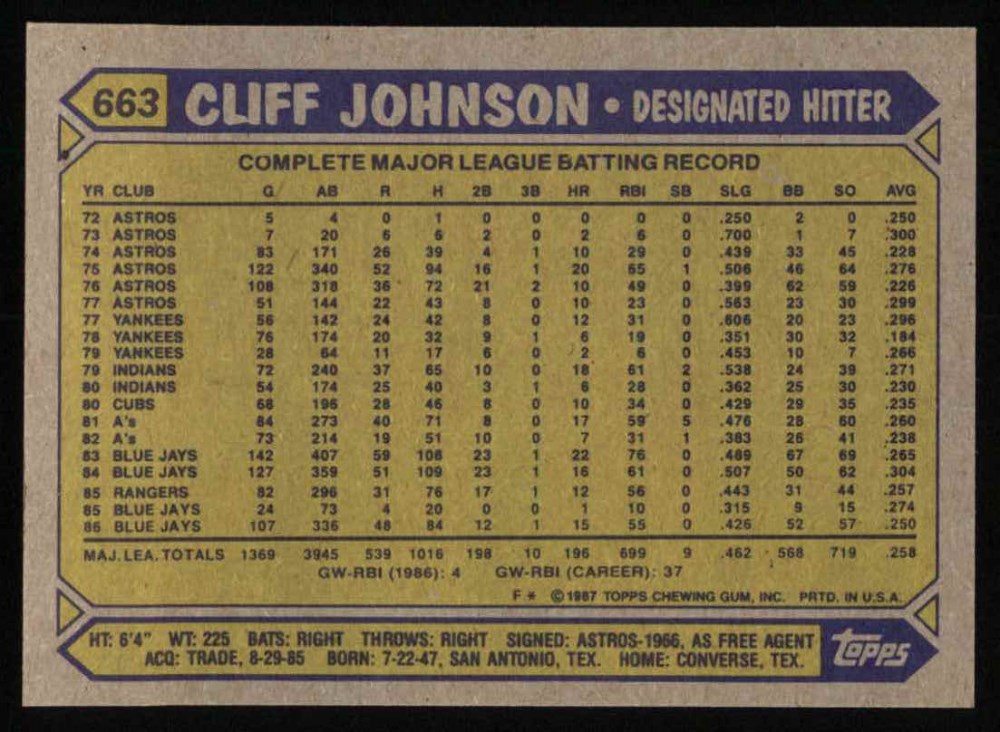 663 CLIFF JOHNSON • DESIGNATED HITTER
COMPLETE MAJOR LEAGUE BATTING RECORD
YR CLUB G AB R H 2B 3B HR RBI SB SLG BB SO AVG
72 ASTROS 5 4 0 1 0 0 0 0 0 .250 2 0 .250
73 ASTROS 7 20 6 6 2 0 2 6 0 .700 1 7 .300
74 ASTROS 83 171 26 39 4 1 10 29 0 .439 33 45 .228
75 ASTROS 122 340 52 94 16 1 20 65 1 .506 46 64 .276
76 ASTROS 108 318 36 72 21 2 10 49 0 .399 62 59 .226
77 ASTROS 51 144 22 43 8 0 10 23 0 .563 23 30 .299
77 YANKEES 56 142 24 42 8 0 12 31 0 .606 20 23 .296
78 YANKEES 76 174 20 32 9 1 6 19 0 .351 30 32 .184
79 YANKEES 28 64 11 17 6 0 2 6 0 .453 10 7 .266
79 INDIANS 72 240 37 65 10 0 18 61 2 .538 24 39 .271
80 INDIANS 54 174 25 40 3 1 6 28 0 .362 25 30 .230
80 CUBS 68 196 28 46 8 0 10 34 0 .429 29 35 .235
81 A's 84 273 40 71 8 0 17 59 5 .476 28 60 .260
82 A's 73 214 19 51 10 0 7 31 1 .383 26 41 .238
83 BLUE JAYS 142 407 59 108 23 1 22 76 0 .489 67 69 .265
84 BLUE JAYS 127 359 51 109 23 1 16 61 0 .507 50 62 .304
85 RANGERS 82 296 31 76 17 1 12 56 0 .443 31 44 .257
85 BLUE JAYS 24 73 4 20 0 0 1 10 0 .315 9 15 .274
86 BLUE JAYS 107 336 48 84 12 1 15 55 0 .426 52 57 .250
MAJ. LEA. TOTALS 1369 3945 539 1016 198 10 196 699 9 .462 568 719 .258
GW-RBI (1986): 4 GW-RBI (CAREER): 37
F * © 1987 TOPPS CHEWING GUM, INC. PRTD. IN U.S.A.
HT: 6'4" WT: 225 BATS: RIGHT THROWS: RIGHT SIGNED: ASTROS-1966, AS FREE AGENT
ACQ: TRADE, 8-29-85 BORN: 7-22-47, SAN ANTONIO, TEX. HOME: CONVERSE, TEX.
topps